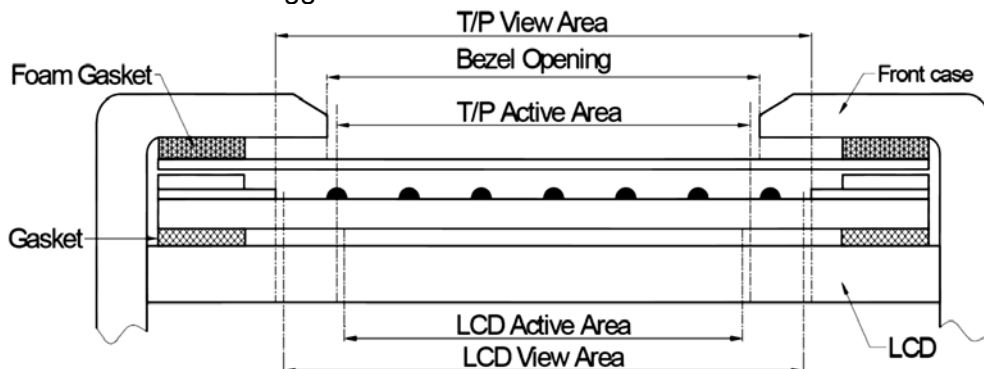 T/P View Area
Bezel Opening
Foam Gasket
Front case
T/P Active Area
Gasket
LCD Active Area
LCD
LCD View Area